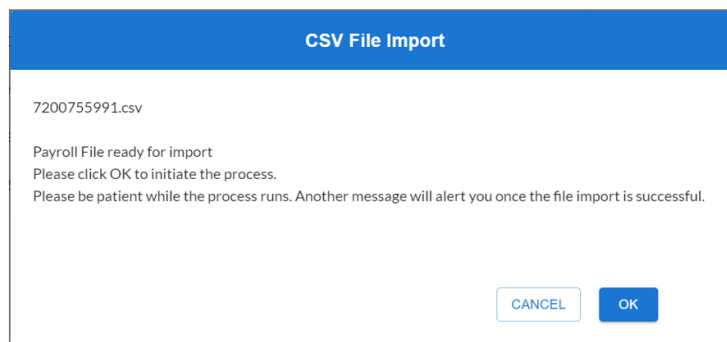 CSV File Import
7200755991.csv
Payroll File ready for import
Please click OK to initiate the process.
Please be patient while the process runs. Another message will alert you once the file import is successful.
CANCEL
OK